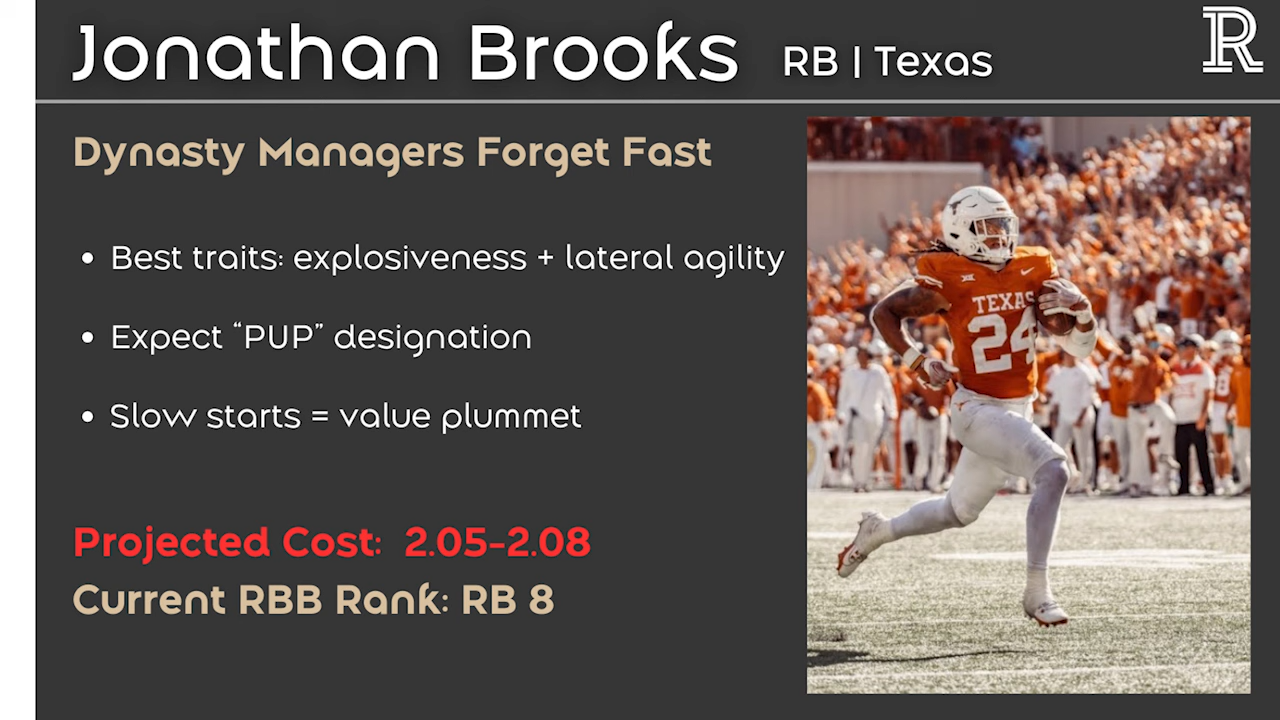 Jonathan Brooks RB | Texas
R
Dynasty Managers Forget Fast
• Best traits: explosiveness + lateral agility
• Expect “PUP” designation
• Slow starts = value plummet
Projected Cost: 2.05-2.08
Current RBB Rank: RB 8
TEXAS
24